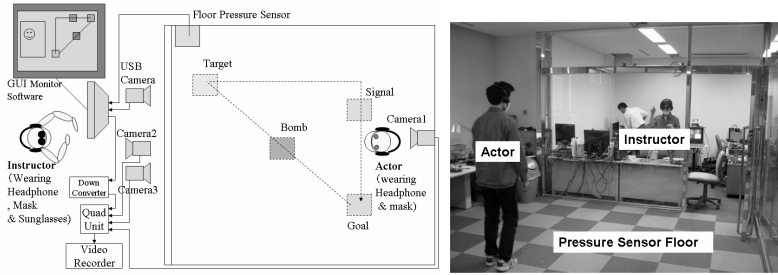 Floor Pressure Sensor
GUI Monitor
Software
USB
Camera
Target
Signal
Camera1
Bomb
Instructor
(Wearing
Headphone
, Mask
& Sunglasses)
Camera2
Camera3
Down
Converter
Quad
Unit
Video
Recorder
Actor
(wearing
Headphone
& mask)
Goal
Actor
Instructor
Pressure Sensor Floor